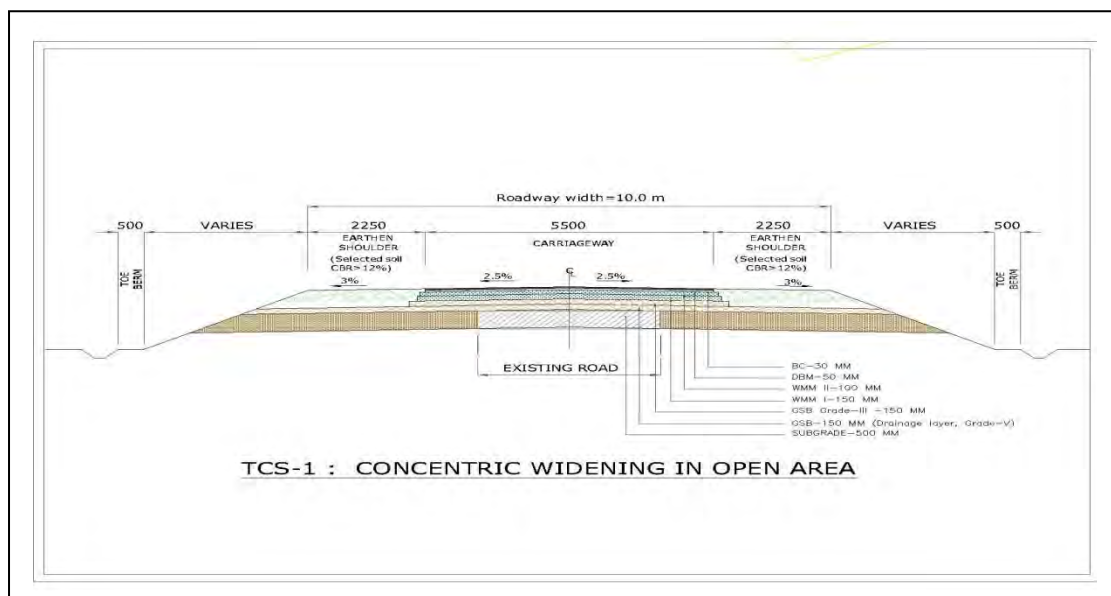 Roadway width=10.0 m
500 VARIES 2250 5500 2250 VARIES 500
TOE BERM
EARTHEN SHOULDER
(Selected soil CBR>12%)
CARRIAGEWAY
EARTHEN SHOULDER
(Selected soil CBR>12%)
TOE BERM
3% 2.5% ℄ 2.5% 3%
EXISTING ROAD
BC-30 MM
DBM-50 MM
WMM II-100 MM
WMM I-150 MM
GSB Grade-III -150 MM
GSB-150 MM (Drainage layer, Grade-V)
SUBGRADE-500 MM
TCS-1 : CONCENTRIC WIDENING IN OPEN AREA